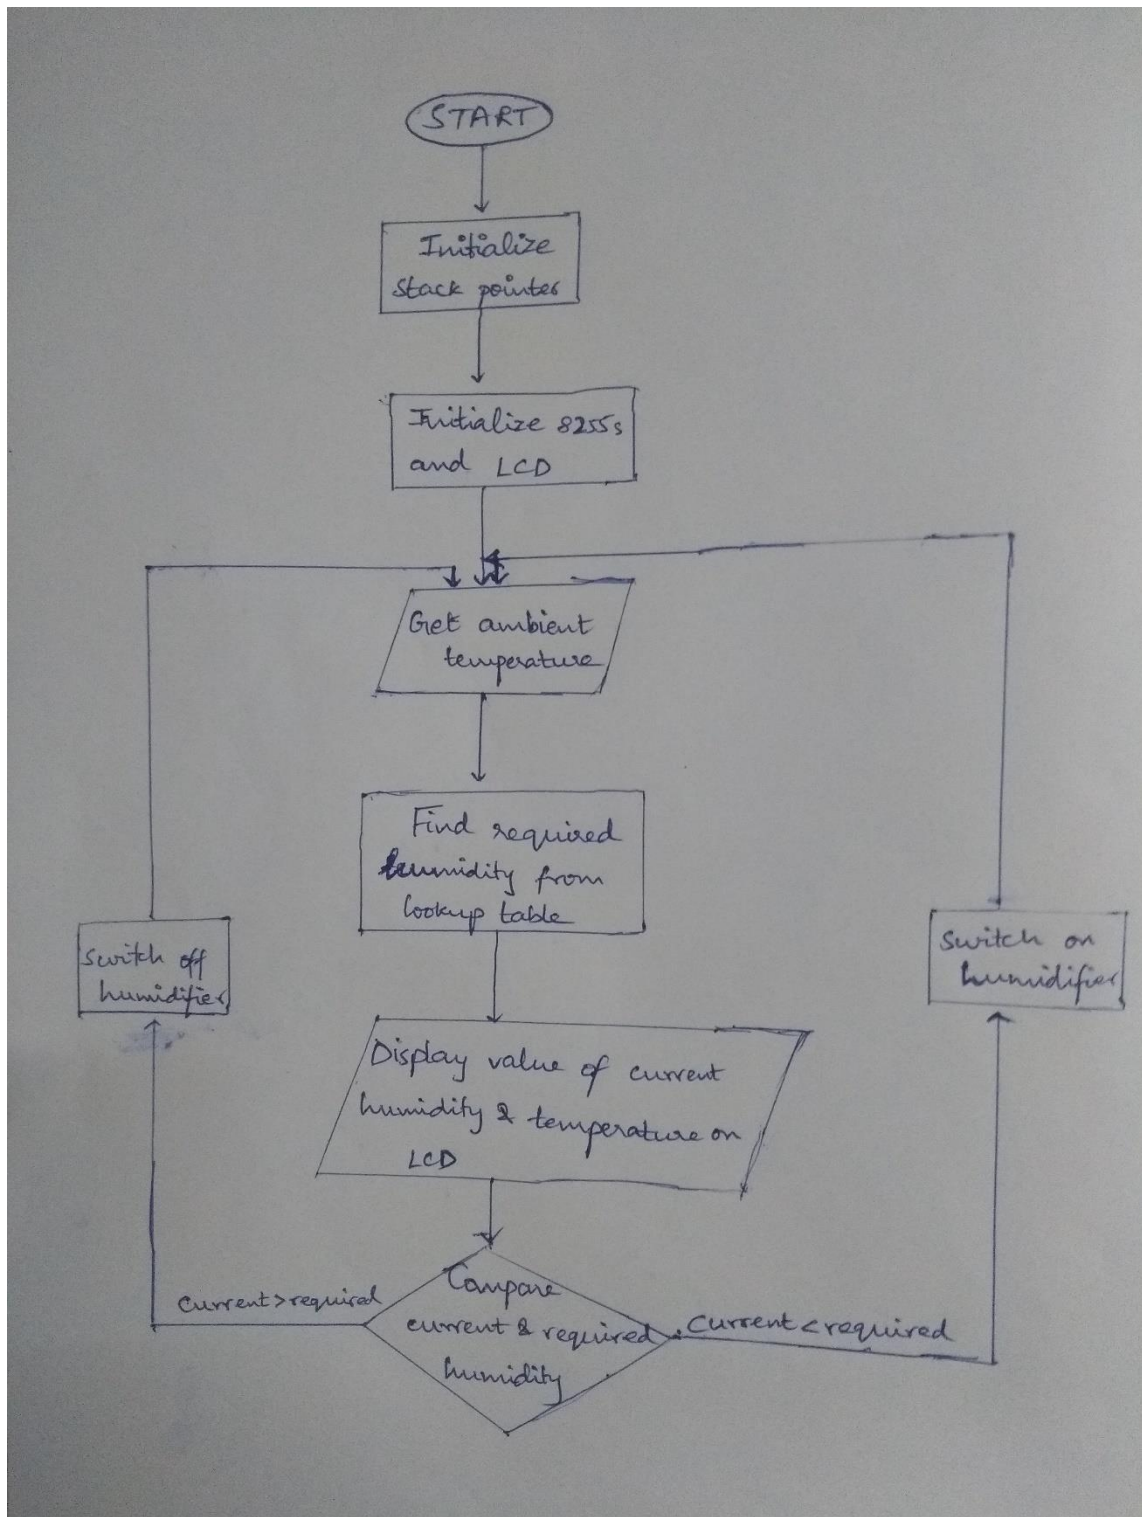 START
Initialize
stack pointer
Initialize 8255s
and LCD
Get ambient
temperature
Find required
humidity from
lookup table
Switch off
humidifier
Switch on
humidifier
Display value of current
humidity & temperature on
LCD
Compare
current & required
humidity
Current>required
Current<required